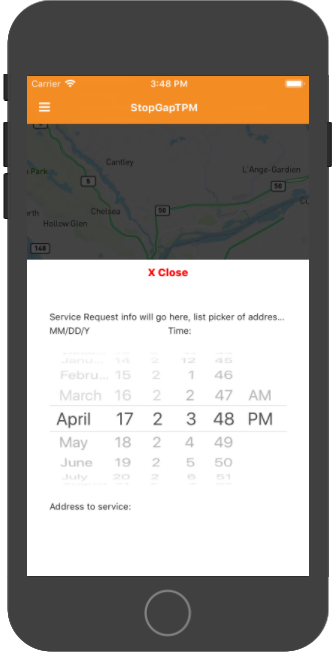 Carrier 3:48 PM
StopGapTPM
Cantley
L'Ange-Gardien
Park
5
50
Chelsea
50
Hollow Glen
148
X Close
Service Request info will go here, list picker of addres...
MM/DD/Y Time:
Janu... 14 2 12 45
Febru... 15 2 1 46
March 16 2 2 47 AM
April 17 2 3 48 PM
May 18 2 4 49
June 19 2 5 50
July 20 2 6 51
Address to service: